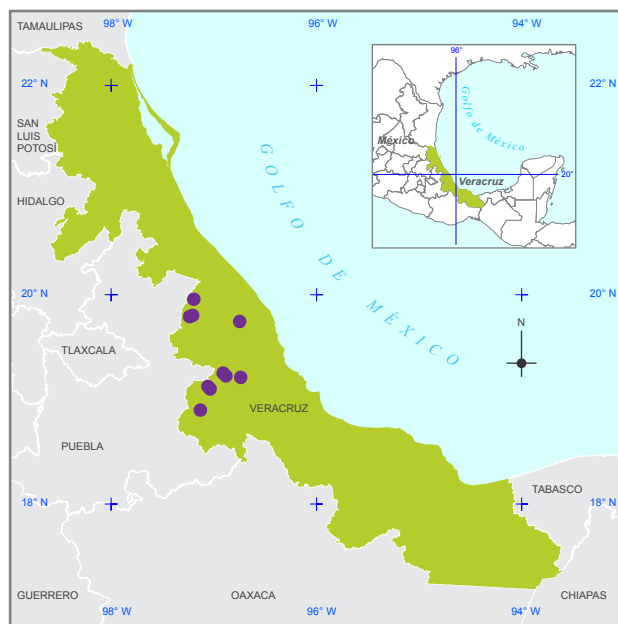 TAMAULIPAS
98° W
96° W
94° W
22° N
22° N
96°
Golfo de México
México
20°
Veracruz
SAN
LUIS
POTOSÍ
HIDALGO
GOLFO DE MÉXICO
20° N
20° N
N
TLAXCALA
VERACRUZ
PUEBLA
TABASCO
18° N
18° N
GUERRERO
OAXACA
CHIAPAS
98° W
96° W
94° W